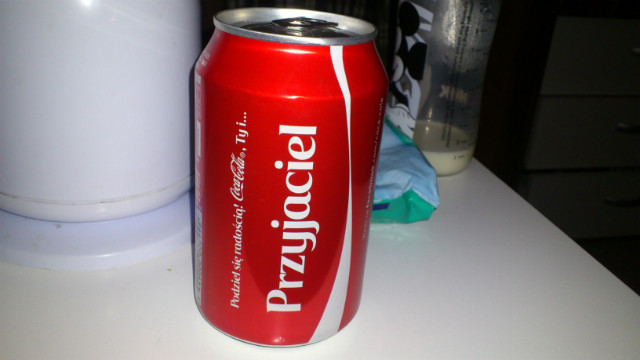 Podziel się radością! Coca-Cola®, Ty i...
Przyjaciel